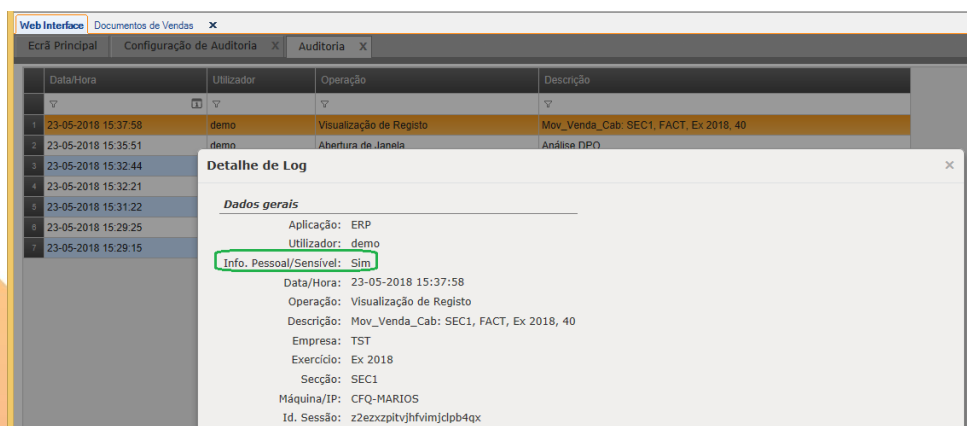 Web Interface Documentos de Vendas x
Ecrã Principal Configuração de Auditoria X Auditoria X
Data/Hora Utilizador Operação Descrição
1 23-05-2018 15:37:58 demo Visualização de Registo Mov_Venda_Cab: SEC1, FACT, Ex 2018, 40
2 23-05-2018 15:35:51 demo Abertura de Janela Análise DPO
3 23-05-2018 15:32:44
4 23-05-2018 15:32:21
5 23-05-2018 15:31:22
6 23-05-2018 15:29:25
7 23-05-2018 15:29:15
Detalhe de Log ×
Dados gerais
Aplicação: ERP
Utilizador: demo
Info. Pessoal/Sensível: Sim
Data/Hora: 23-05-2018 15:37:58
Operação: Visualização de Registo
Descrição: Mov_Venda_Cab: SEC1, FACT, Ex 2018, 40
Empresa: TST
Exercício: Ex 2018
Secção: SEC1
Máquina/IP: CFQ-MARIOS
Id. Sessão: z2ezxzpitvjhfvimjclpb4qx